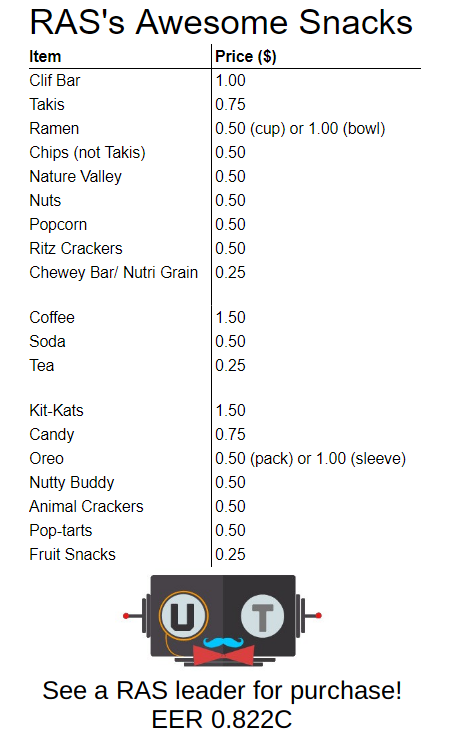 RAS's Awesome Snacks
Item Price ($)
Clif Bar 1.00
Takis 0.75
Ramen 0.50 (cup) or 1.00 (bowl)
Chips (not Takis) 0.50
Nature Valley 0.50
Nuts 0.50
Popcorn 0.50
Ritz Crackers 0.50
Chewey Bar/ Nutri Grain 0.25
Coffee 1.50
Soda 0.50
Tea 0.25
Kit-Kats 1.50
Candy 0.75
Oreo 0.50 (pack) or 1.00 (sleeve)
Nutty Buddy 0.50
Animal Crackers 0.50
Pop-tarts 0.50
Fruit Snacks 0.25
U T
See a RAS leader for purchase!
EER 0.822C